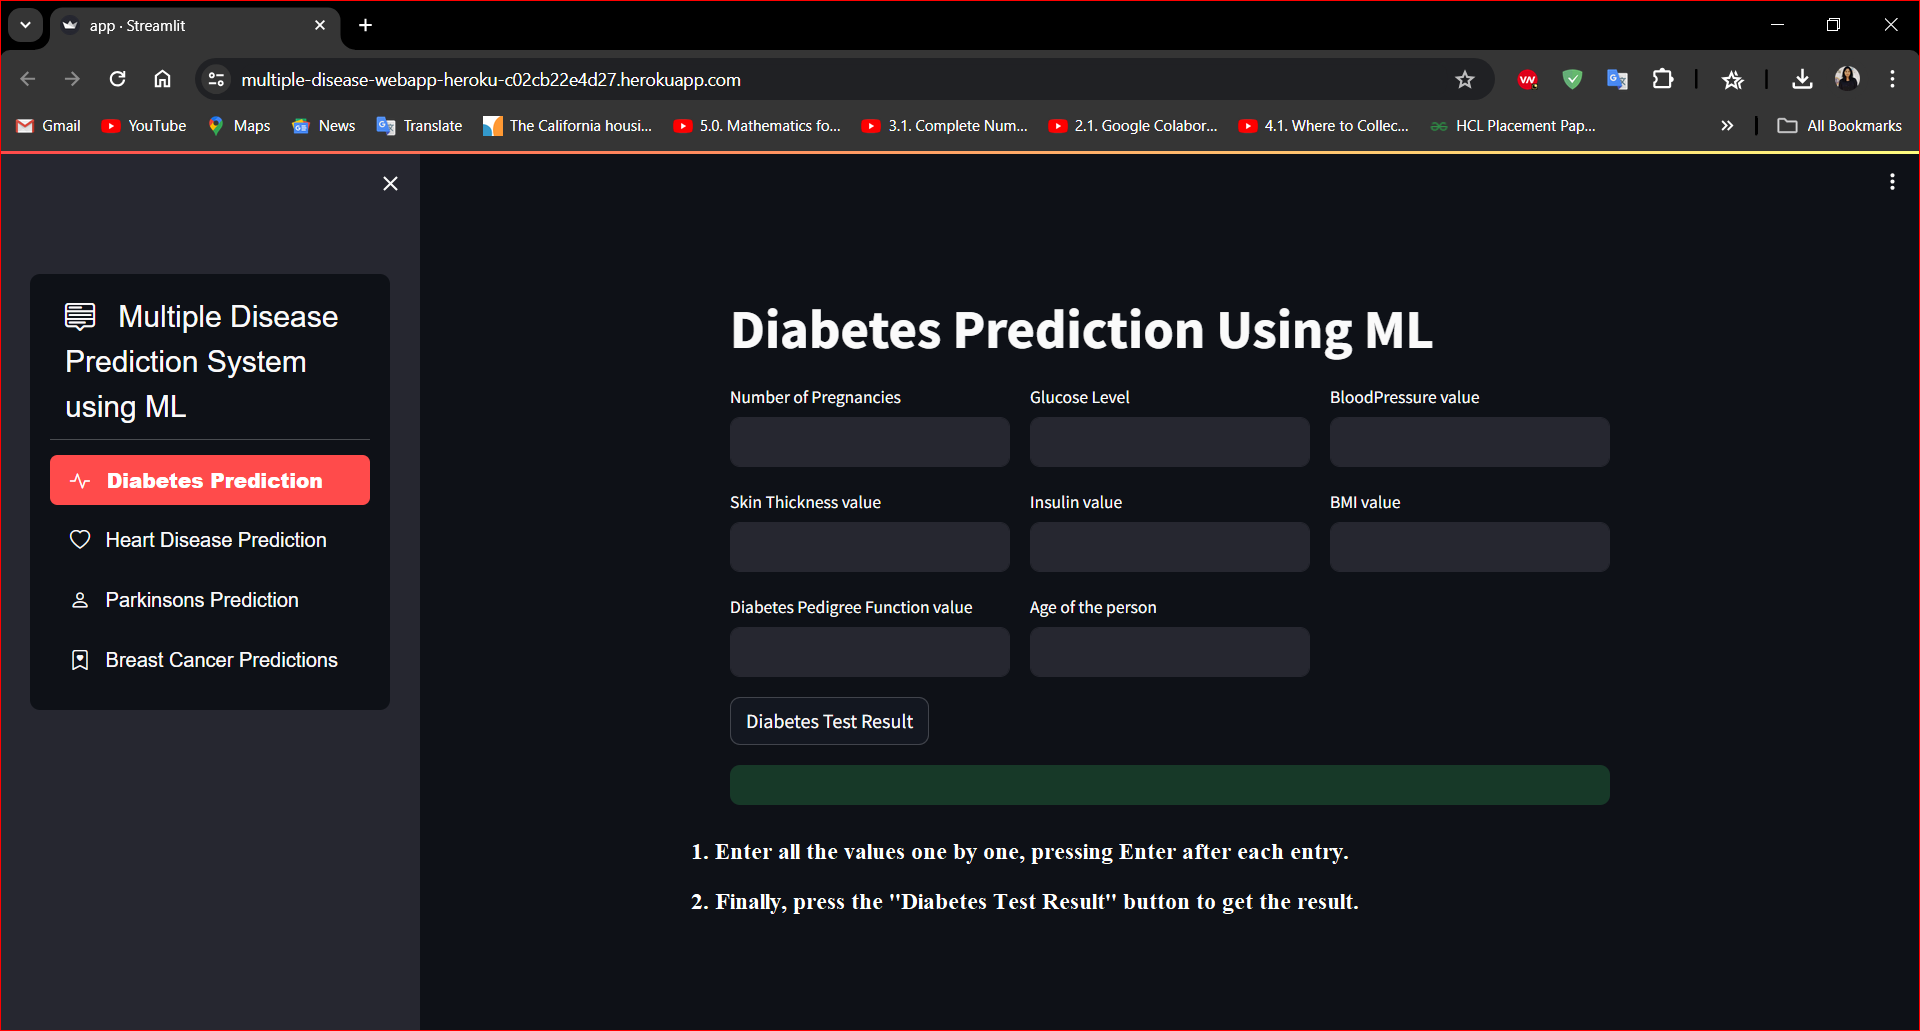 app · Streamlit
multiple-disease-webapp-heroku-c02cb22e4d27.herokuapp.com
Gmail YouTube Maps News Translate The California housi... 5.0. Mathematics fo... 3.1. Complete Num... 2.1. Google Colabor... 4.1. Where to Collec... HCL Placement Pap... All Bookmarks
Multiple Disease
Prediction System
using ML
Diabetes Prediction
Heart Disease Prediction
Parkinsons Prediction
Breast Cancer Predictions
Diabetes Prediction Using ML
Number of Pregnancies Glucose Level BloodPressure value
Skin Thickness value Insulin value BMI value
Diabetes Pedigree Function value Age of the person
Diabetes Test Result
1. Enter all the values one by one, pressing Enter after each entry.
2. Finally, press the "Diabetes Test Result" button to get the result.